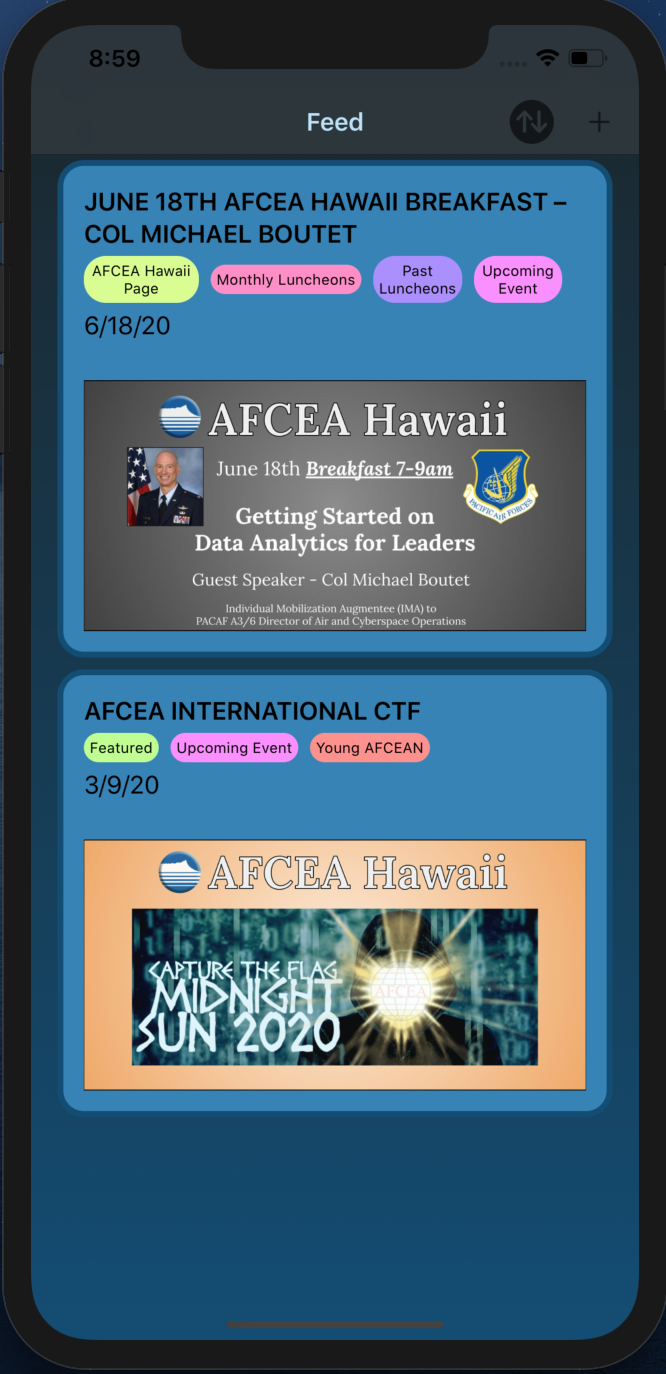 8:59
Feed
JUNE 18TH AFCEA HAWAII BREAKFAST –
COL MICHAEL BOUTET
AFCEA Hawaii
Page
Monthly Luncheons
Past
Luncheons
Upcoming
Event
6/18/20
AFCEA Hawaii
June 18th Breakfast 7-9am
PACIFIC AIR FORCES
Getting Started on
Data Analytics for Leaders
Guest Speaker - Col Michael Boutet
Individual Mobilization Augmentee (IMA) to
PACAF A3/6 Director of Air and Cyberspace Operations
AFCEA INTERNATIONAL CTF
Featured
Upcoming Event
Young AFCEAN
3/9/20
AFCEA Hawaii
CAPTURE THE FLAG
MIDNIGHT
SUN 2020
AFCEA